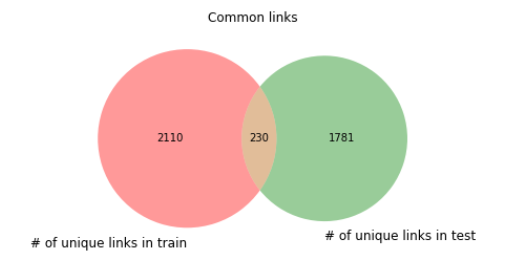 Common links
2110
230
1781
# of unique links in train
# of unique links in test